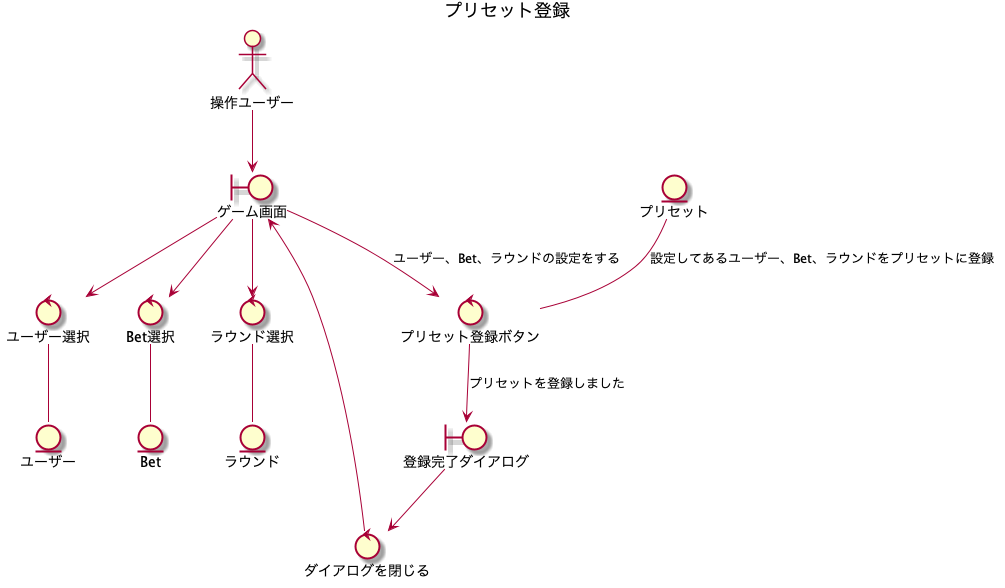 プリセット登録
操作ユーザー
ゲーム画面
プリセット
ユーザー、Bet、ラウンドの設定をする
設定してあるユーザー、Bet、ラウンドをプリセットに登録
ユーザー選択
Bet選択
ラウンド選択
プリセット登録ボタン
プリセットを登録しました
ユーザー
Bet
ラウンド
登録完了ダイアログ
ダイアログを閉じる